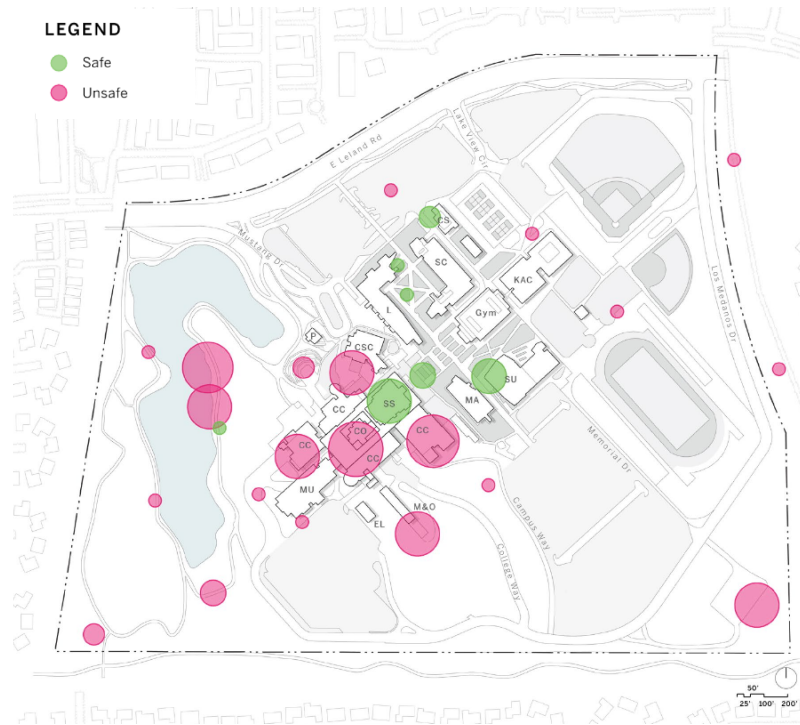 LEGEND
Safe
Unsafe
E Leland Rd
Lake View Cir
Mustang Dr
CS
SC
KAC
L
Gym
P
CSC
SS
SU
MA
CC
CO
CC
CC
CC
MU
M&O
EL
Memorial Dr
Los Medanos Dr
Campus Way
College Way
50'
25' 100' 200'